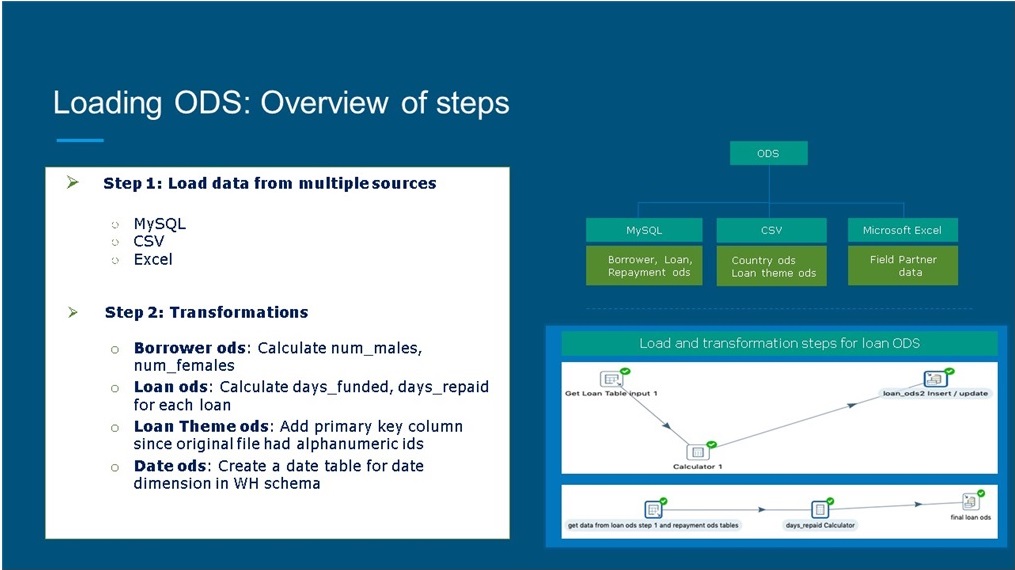 Loading ODS: Overview of steps
Step 1: Load data from multiple sources
MySQL
CSV
Excel
Step 2: Transformations
Borrower ods: Calculate num_males,
num_females
Loan ods: Calculate days_funded, days_repaid
for each loan
Loan Theme ods: Add primary key column
since original file had alphanumeric ids
Date ods: Create a date table for date
dimension in WH schema
ODS
MySQL
CSV
Microsoft Excel
Borrower, Loan,
Repayment ods
Country ods
Loan theme ods
Field Partner
data
Load and transformation steps for loan ODS
Get Loan Table input 1
loan_ods2 Insert / update
Calculator 1
get data from loan ods step 1 and repayment ods tables
days_repaid Calculator
final loan ods